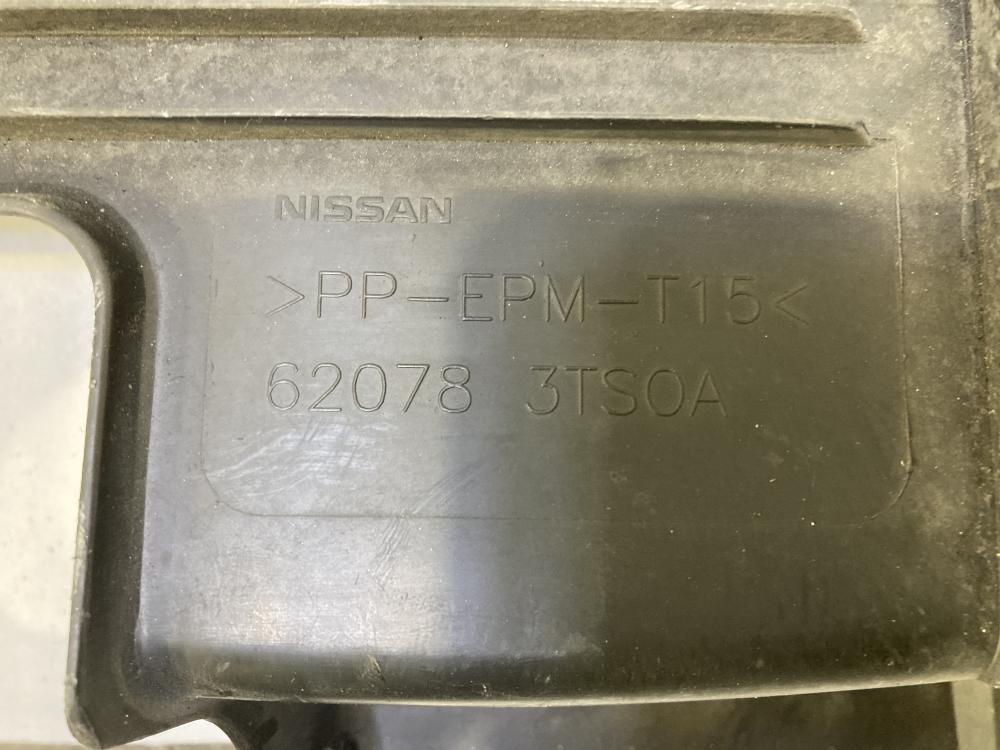 NISSAN
>PP-EPM-T15<
62078 3TS0A